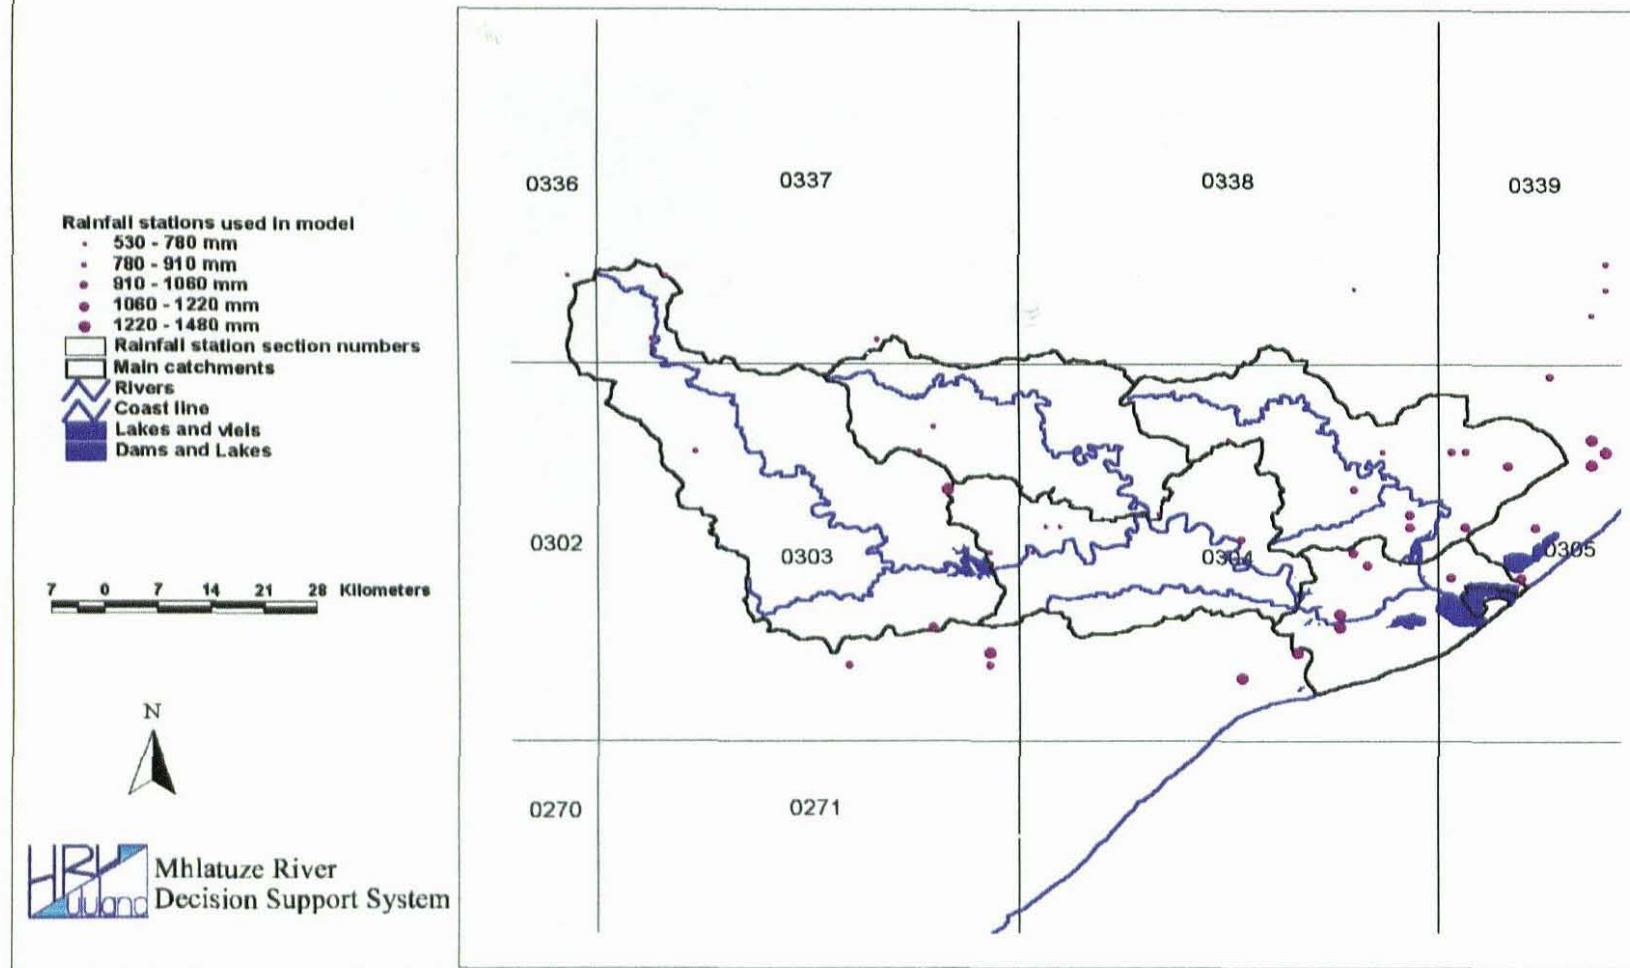 Rainfall stations used in model
530 - 780 mm
780 - 910 mm
910 - 1060 mm
1060 - 1220 mm
1220 - 1480 mm
Rainfall station section numbers
Main catchments
Rivers
Coast line
Lakes and vleis
Dams and Lakes
7 0 7 14 21 28 Kilometers
N
HRU
Zululand
Mhlatuze River
Decision Support System
0336 0337 0338 0339
0302 0303 0304 0305
0270 0271